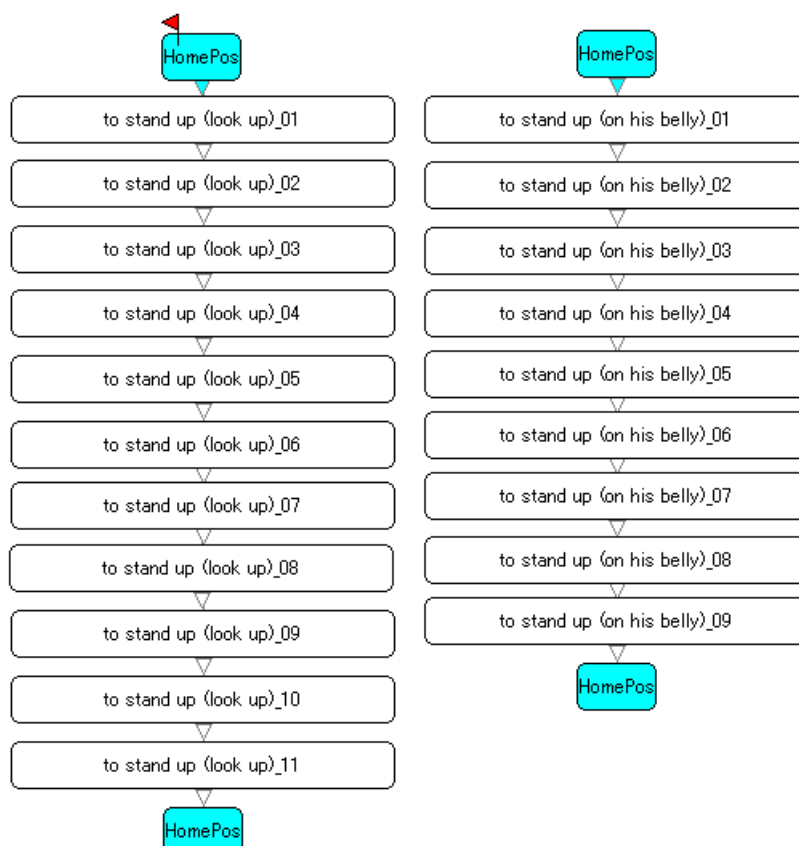 HomePos
to stand up (look up)_01
to stand up (look up)_02
to stand up (look up)_03
to stand up (look up)_04
to stand up (look up)_05
to stand up (look up)_06
to stand up (look up)_07
to stand up (look up)_08
to stand up (look up)_09
to stand up (look up)_10
to stand up (look up)_11
HomePos
HomePos
to stand up (on his belly)_01
to stand up (on his belly)_02
to stand up (on his belly)_03
to stand up (on his belly)_04
to stand up (on his belly)_05
to stand up (on his belly)_06
to stand up (on his belly)_07
to stand up (on his belly)_08
to stand up (on his belly)_09
HomePos